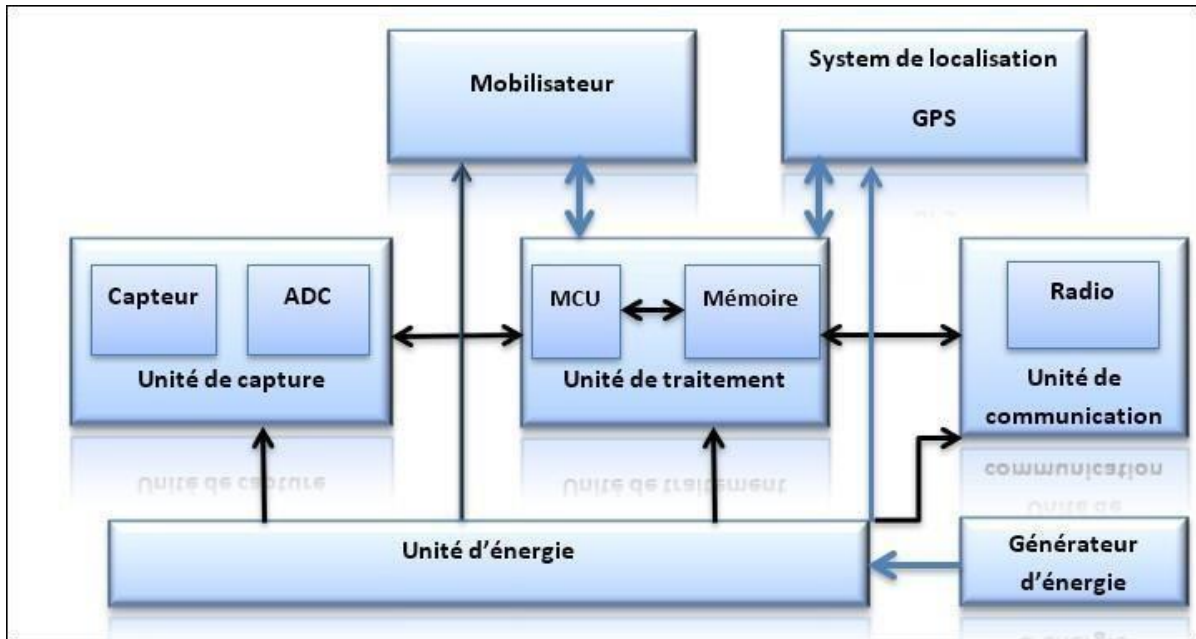 Mobilisateur
System de localisation
GPS
Capteur
ADC
Unité de capture
MCU
Mémoire
Unité de traitement
Radio
Unité de
communication
Unité d’énergie
Générateur
d’énergie